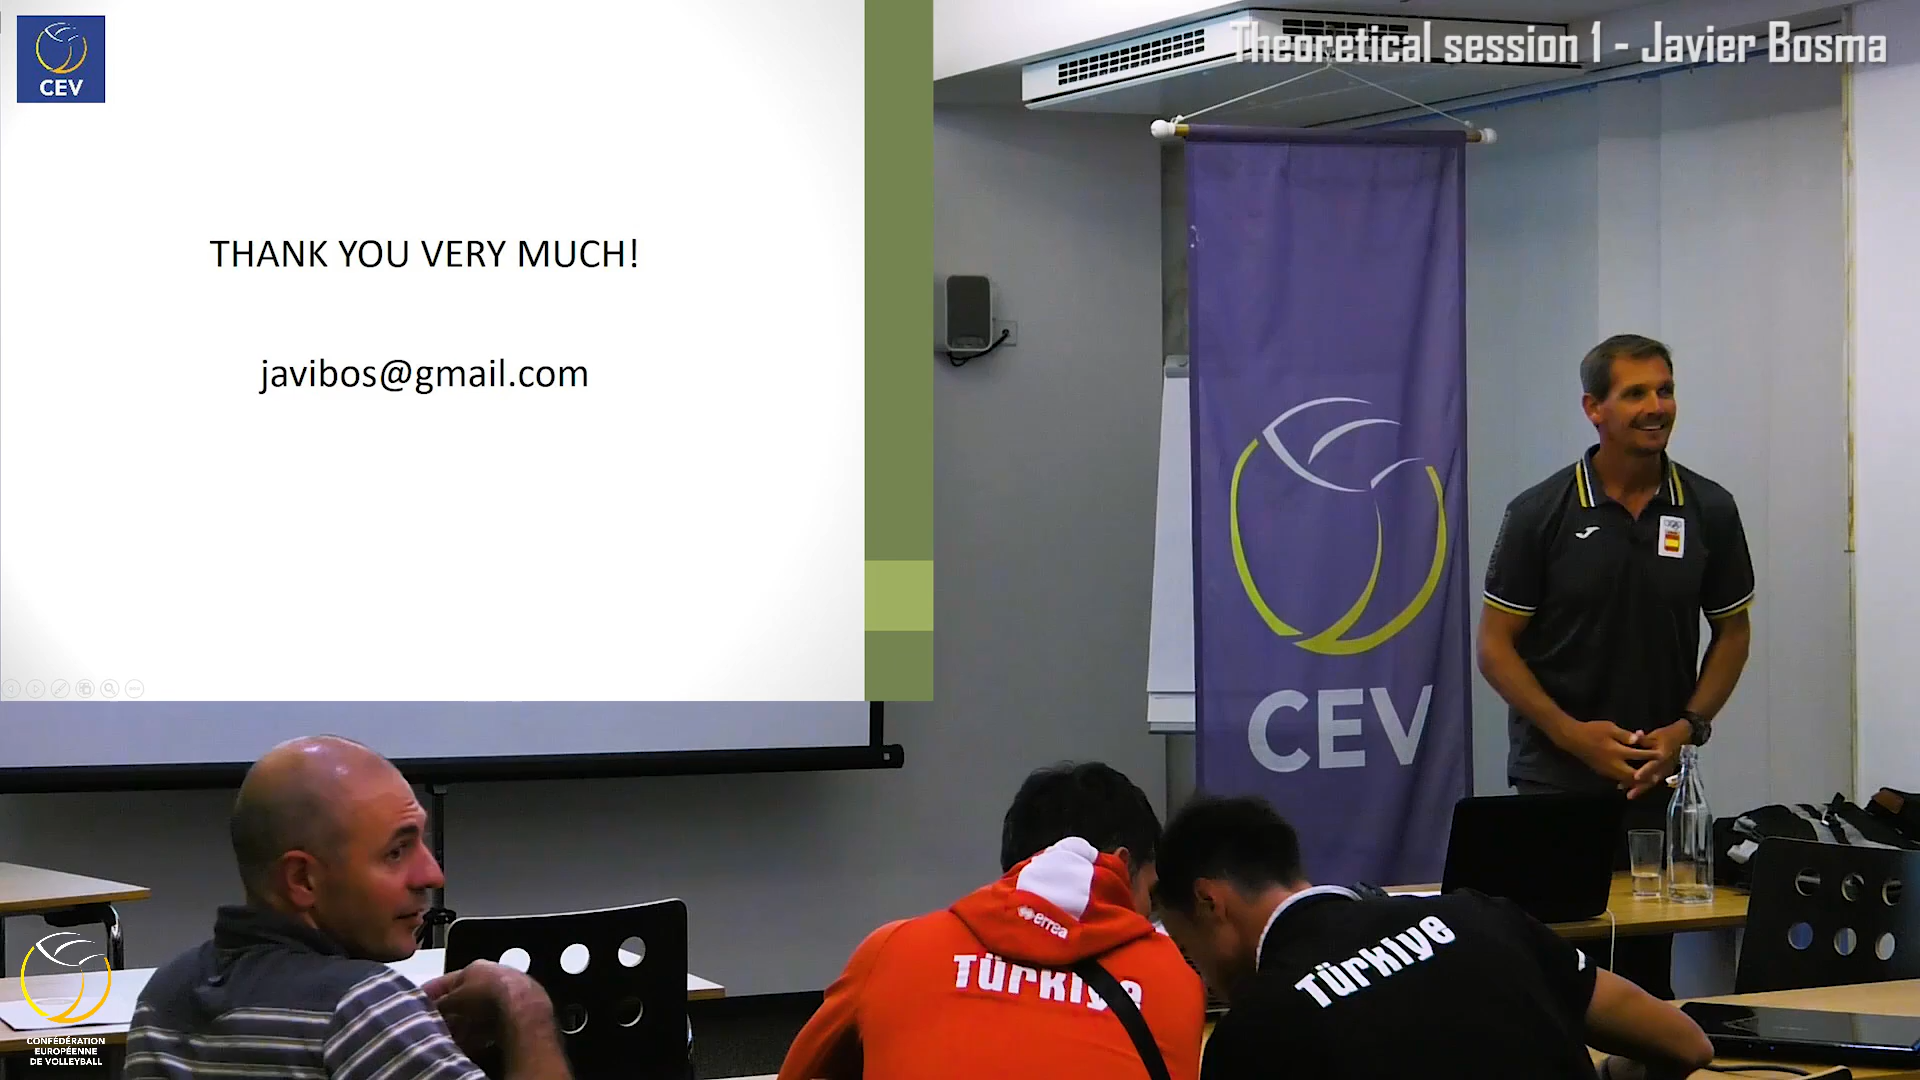 CEV
Theoretical session 1 - Javier Bosma
THANK YOU VERY MUCH!
javibos@gmail.com
CEV
errea
Türkiye
Türkiye
CONFÉDÉRATION
EUROPÉENNE
DE VOLLEYBALL